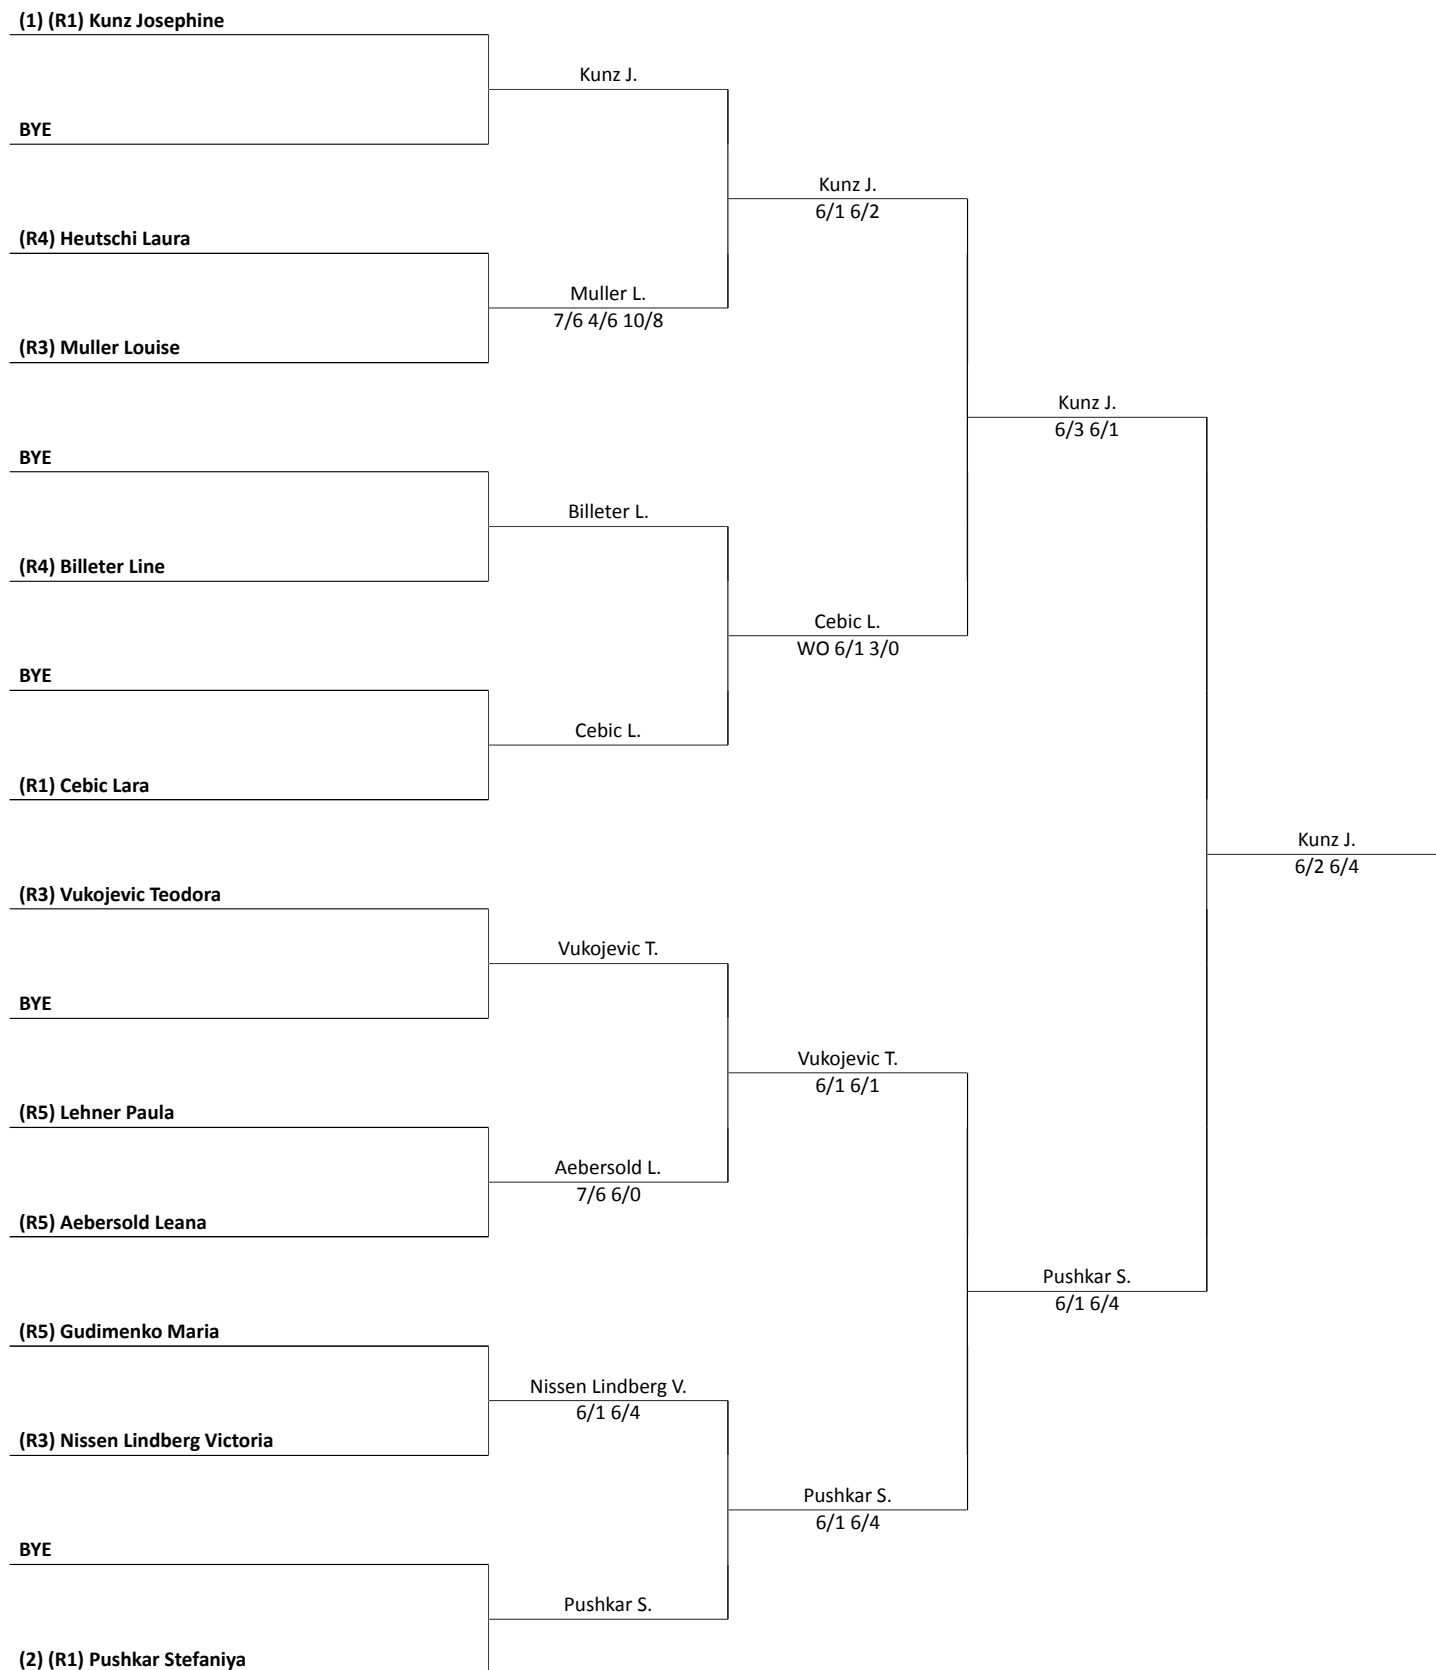 (1) (R1) Kunz Josephine
Kunz J.
BYE
Kunz J.
6/1 6/2
(R4) Heutschi Laura
Muller L.
7/6 4/6 10/8
(R3) Muller Louise
Kunz J.
6/3 6/1
BYE
Billeter L.
(R4) Billeter Line
Cebic L.
WO 6/1 3/0
BYE
Cebic L.
(R1) Cebic Lara
Kunz J.
6/2 6/4
(R3) Vukojevic Teodora
Vukojevic T.
BYE
Vukojevic T.
6/1 6/1
(R5) Lehner Paula
Aebersold L.
7/6 6/0
(R5) Aebersold Leana
Pushkar S.
6/1 6/4
(R5) Gudimenko Maria
Nissen Lindberg V.
6/1 6/4
(R3) Nissen Lindberg Victoria
Pushkar S.
6/1 6/4
BYE
Pushkar S.
(2) (R1) Pushkar Stefaniya